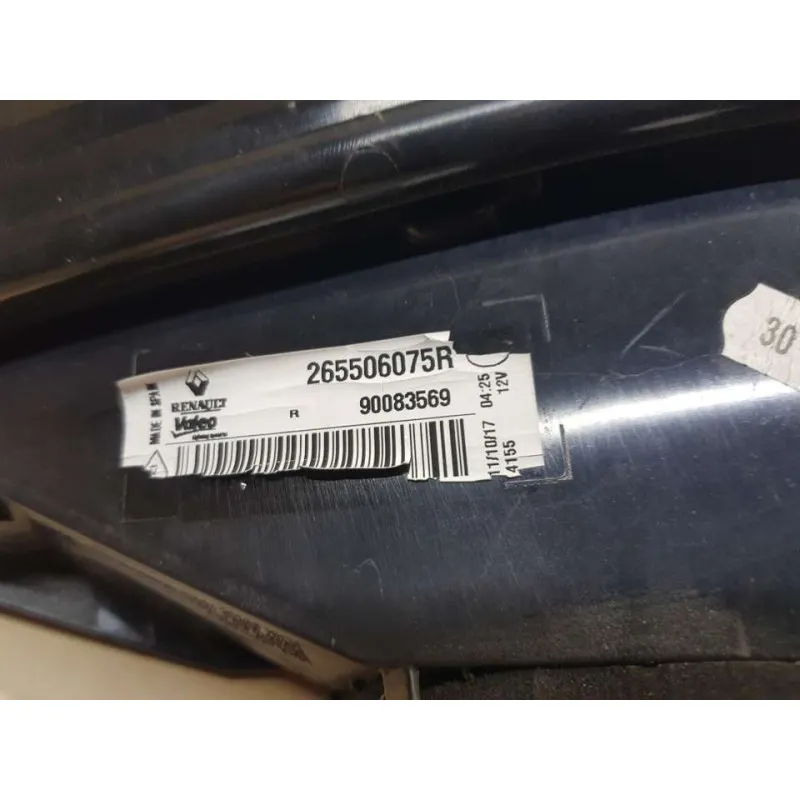 MADE IN SPAIN
RENAULT
Valeo
265506075R
R 90083569
11/10/17 04:25
4155 12V
30